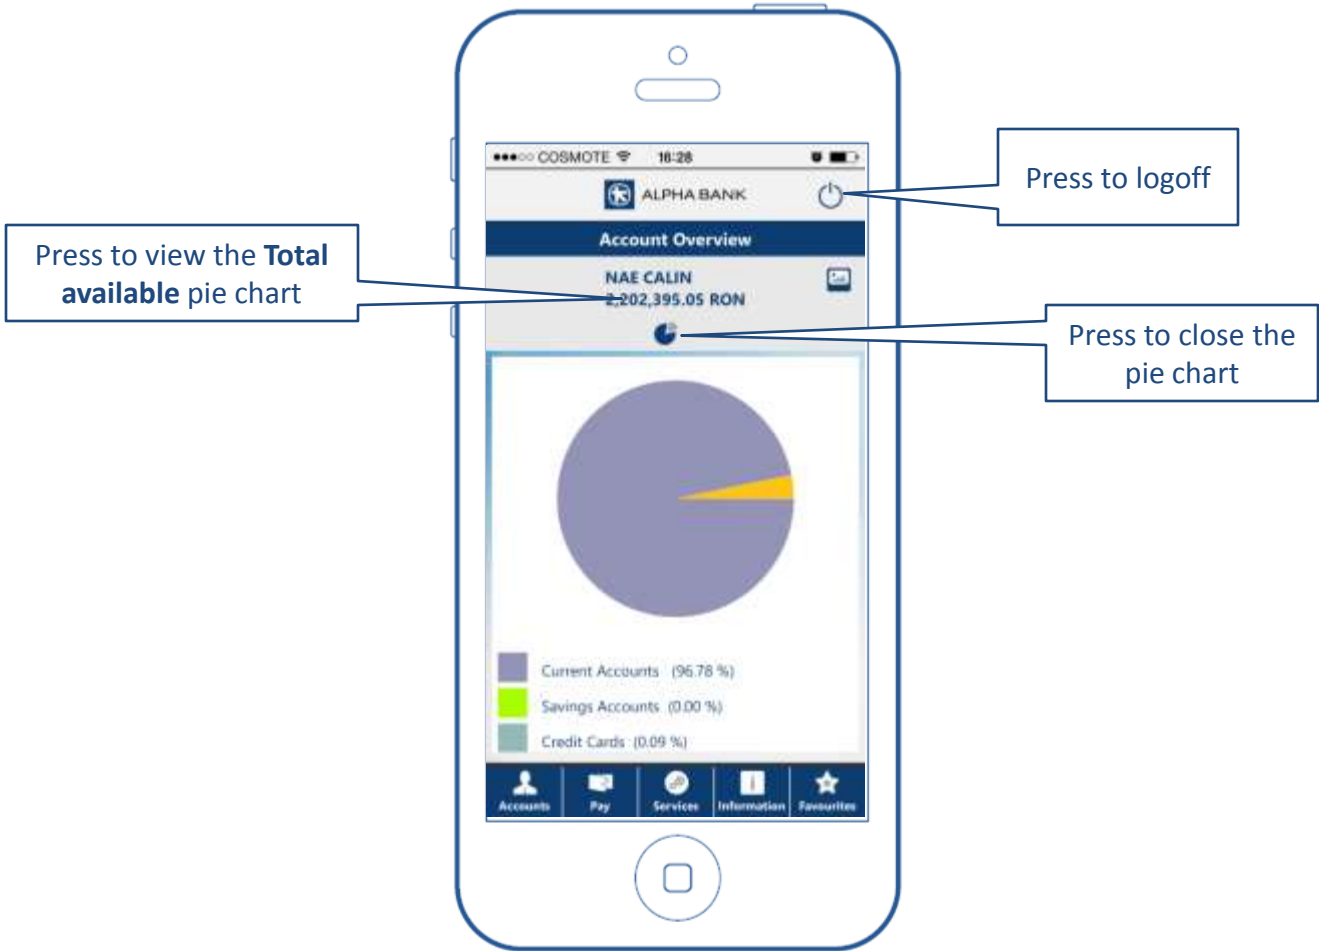 COSMOTE 16:28
ALPHA BANK
Press to logoff
Account Overview
Press to view the Total
available pie chart
NAE CALIN
2,202,395.05 RON
Press to close the
pie chart
Current Accounts (96.78 %)
Savings Accounts (0.00 %)
Credit Cards (0.09 %)
Accounts Pay Services Information Favourites